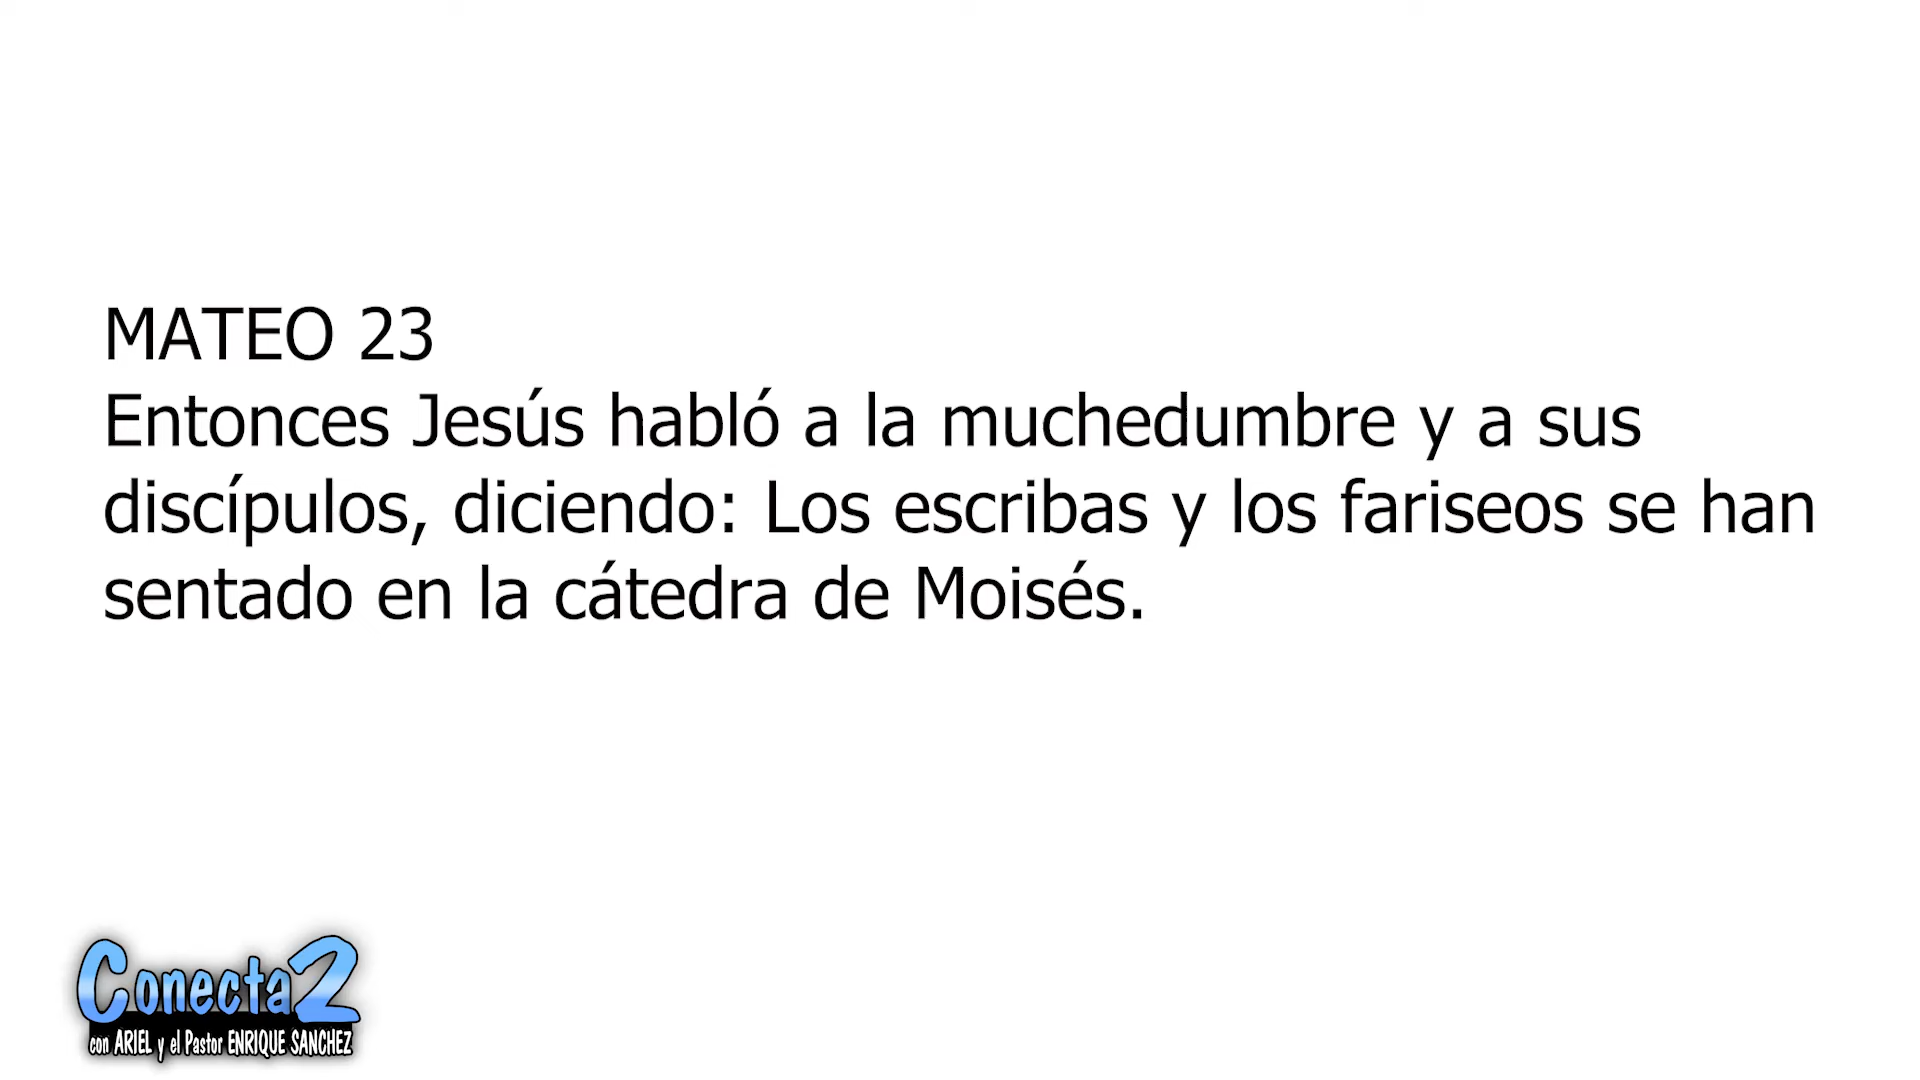 MATEO 23
Entonces Jesús habló a la muchedumbre y a sus
discípulos, diciendo: Los escribas y los fariseos se han
sentado en la cátedra de Moisés.
Conecta2
con ARIEL y el Pastor ENRIQUE SANCHEZ